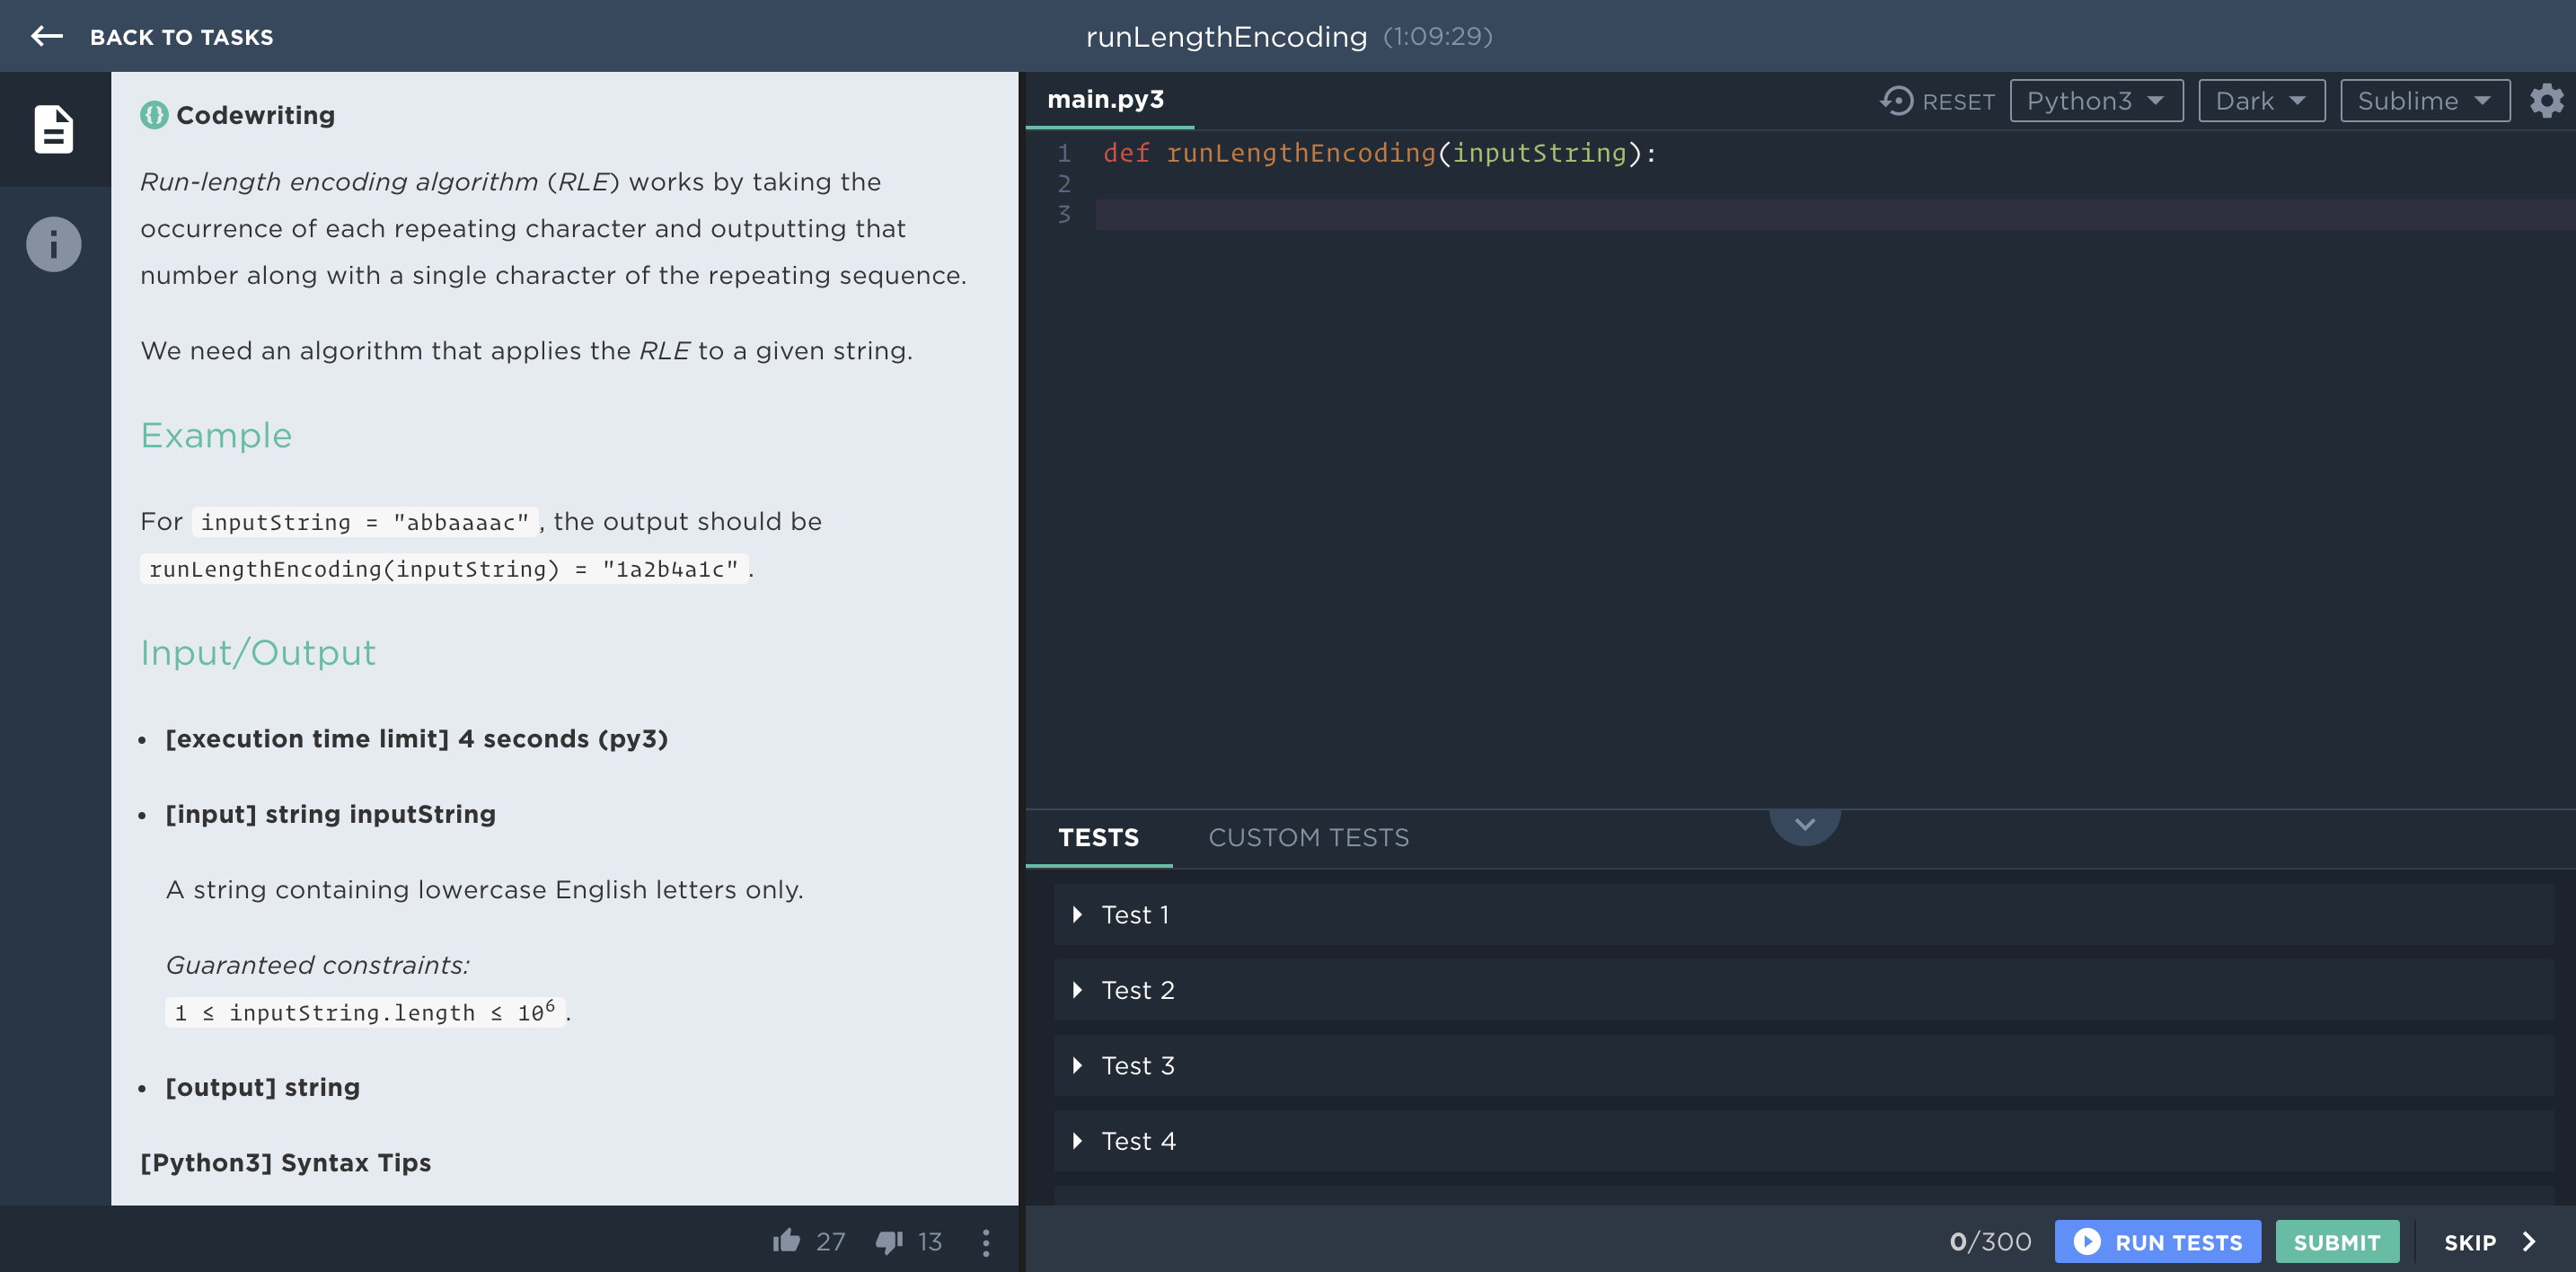 BACK TO TASKS
runLengthEncoding (1:09:29)
{} Codewriting
Run-length encoding algorithm (RLE) works by taking the
occurrence of each repeating character and outputting that
number along with a single character of the repeating sequence.
We need an algorithm that applies the RLE to a given string.
Example
For inputString = "abbaaaac", the output should be
runLengthEncoding(inputString) = "1a2b4a1c".
Input/Output
• [execution time limit] 4 seconds (py3)
• [input] string inputString
A string containing lowercase English letters only.
Guaranteed constraints:
1 ≤ inputString.length ≤ 10⁶.
• [output] string
[Python3] Syntax Tips
27 13
main.py3
RESET Python3 Dark Sublime
1 def runLengthEncoding(inputString):
2
3
TESTS CUSTOM TESTS
Test 1
Test 2
Test 3
Test 4
0/300 RUN TESTS SUBMIT SKIP